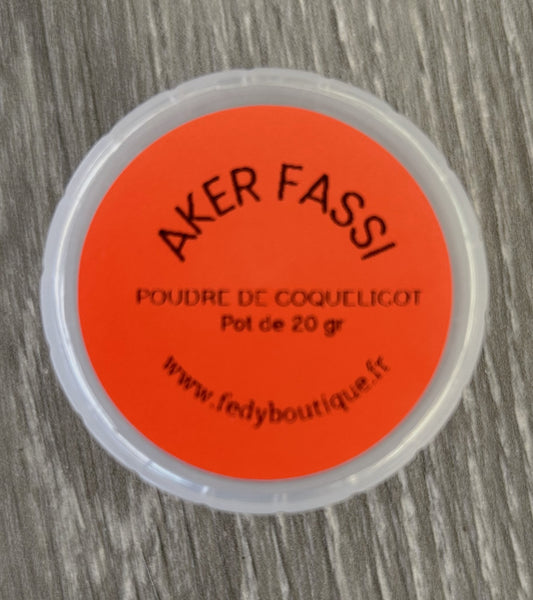 AKER FASSI
POUDRE DE COQUELICOT
Pot de 20 gr
www.fedyboutique.fr